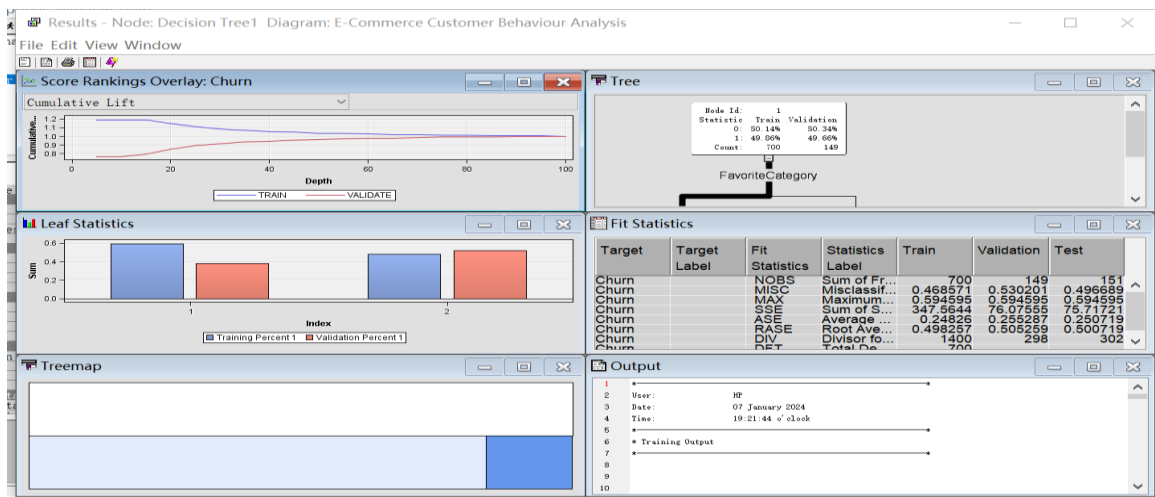 Results - Node: Decision Tree1 Diagram: E-Commerce Customer Behaviour Analysis
File Edit View Window
Score Rankings Overlay: Churn
Cumulative Lift
Cumulative...
1.2
1.1
1.0
0.9
0.8
0 20 40 60 80 100
Depth
TRAIN VALIDATE
Tree
Node Id: 1
Statistic Train Validation
0: 50.14% 50.34%
1: 49.86% 49.66%
Count: 700 149
FavoriteCategory
Leaf Statistics
Sum
0.6
0.4
0.2
0.0
1 2
Index
Training Percent 1 Validation Percent 1
Fit Statistics
Target Target Label Fit Statistics Statistics Label Train Validation Test
Churn NOBS Sum of Fr... 700 149 151
Churn MISC Misclassif... 0.468571 0.530201 0.496689
Churn MAX Maximum... 0.594595 0.594595 0.594595
Churn SSE Sum of S... 347.5644 76.07555 75.71721
Churn ASE Average ... 0.24826 0.255287 0.250719
Churn RASE Root Ave... 0.498257 0.505259 0.500719
Churn DIV Divisor fo... 1400 298 302
Churn DFT Total De... 700
Treemap
Output
1 *
2 User: HP
3 Date: 07 January 2024
4 Time: 19:21:44 o'clock
5 *
6 * Training Output
7 *
8
9
10